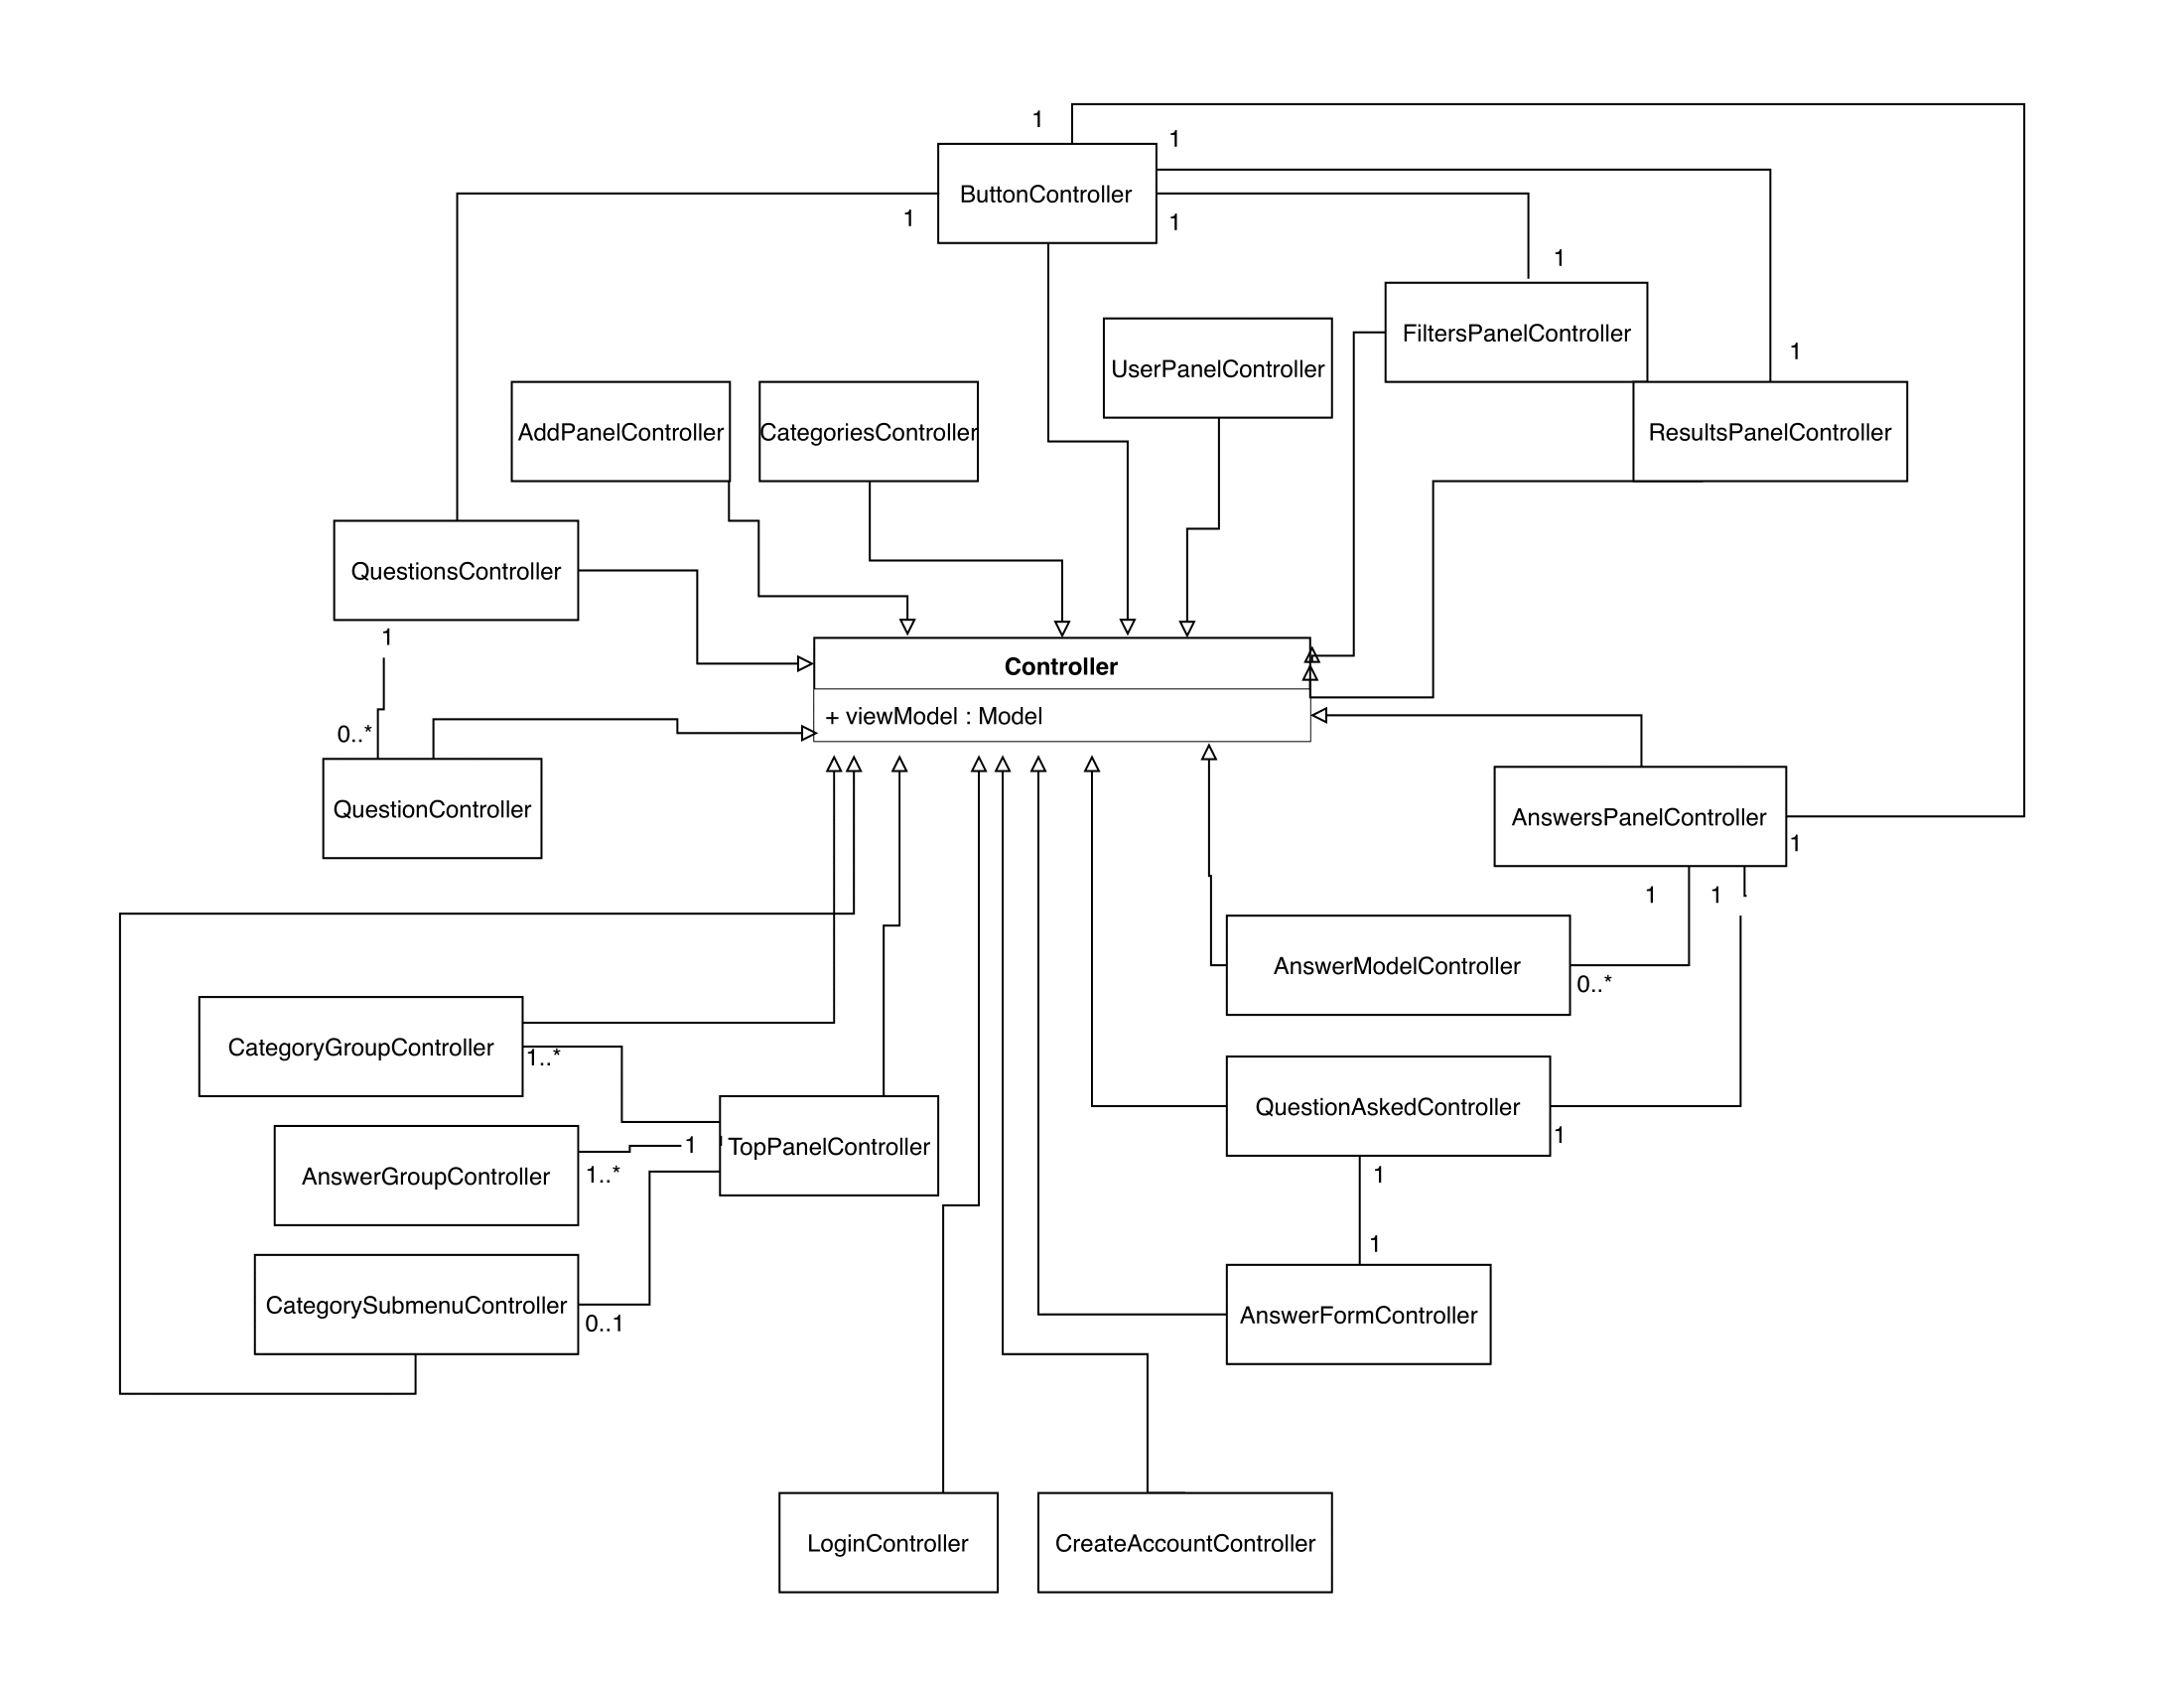 1
1
ButtonController
1
1
1
FiltersPanelController
1
UserPanelController
AddPanelController
CategoriesController
ResultsPanelController
QuestionsController
1
Controller
+ viewModel : Model
0..*
QuestionController
AnswersPanelController
1
1
1
AnswerModelController
0..*
CategoryGroupController
1..*
QuestionAskedController
1
AnswerGroupController
1
1..*
TopPanelController
1
CategorySubmenuController
0..1
1
AnswerFormController
LoginController
CreateAccountController